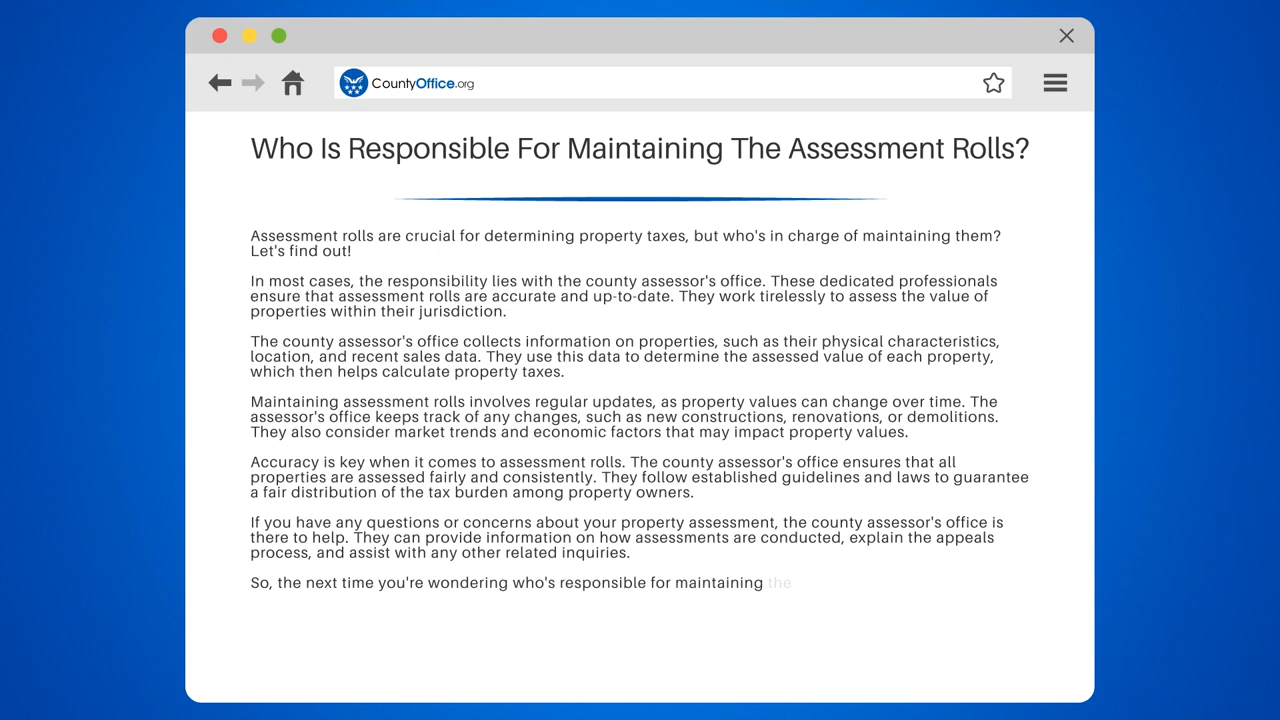 CountyOffice.org
Who Is Responsible For Maintaining The Assessment Rolls?
Assessment rolls are crucial for determining property taxes, but who's in charge of maintaining them?
Let's find out!
In most cases, the responsibility lies with the county assessor's office. These dedicated professionals
ensure that assessment rolls are accurate and up-to-date. They work tirelessly to assess the value of
properties within their jurisdiction.
The county assessor's office collects information on properties, such as their physical characteristics,
location, and recent sales data. They use this data to determine the assessed value of each property,
which then helps calculate property taxes.
Maintaining assessment rolls involves regular updates, as property values can change over time. The
assessor's office keeps track of any changes, such as new constructions, renovations, or demolitions.
They also consider market trends and economic factors that may impact property values.
Accuracy is key when it comes to assessment rolls. The county assessor's office ensures that all
properties are assessed fairly and consistently. They follow established guidelines and laws to guarantee
a fair distribution of the tax burden among property owners.
If you have any questions or concerns about your property assessment, the county assessor's office is
there to help. They can provide information on how assessments are conducted, explain the appeals
process, and assist with any other related inquiries.
So, the next time you're wondering who's responsible for maintaining the